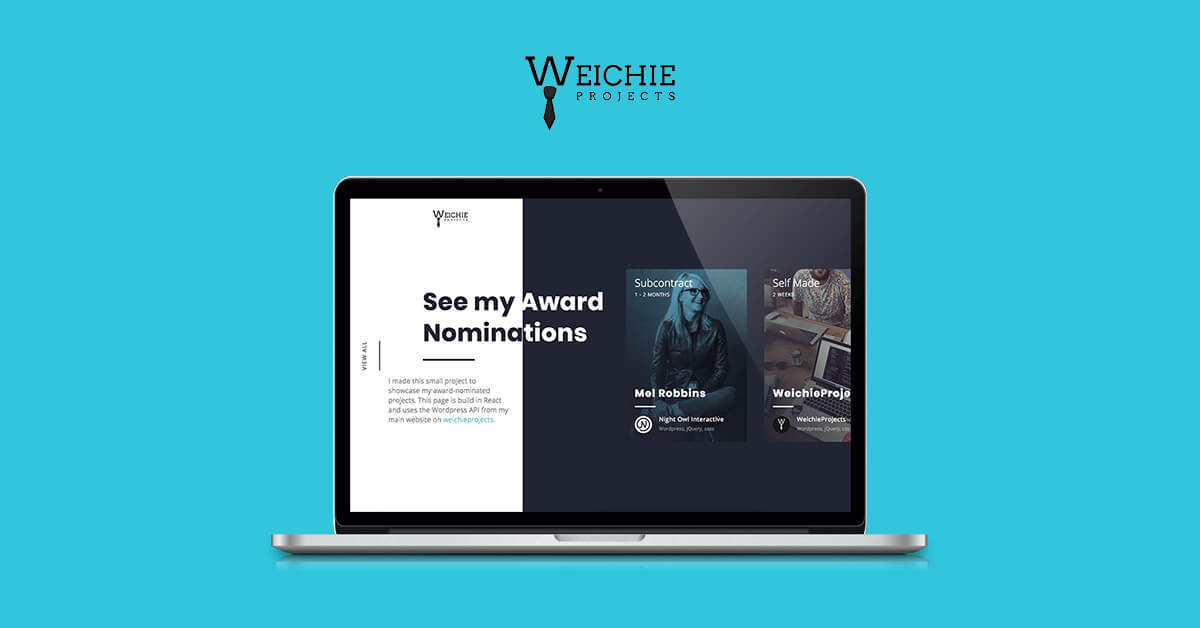 WEICHIE
PROJECTS
WEICHIE
PROJECTS
See my Award
Nominations
VIEW ALL
I made this small project to
showcase my award-nominated
projects. This page is build in React
and uses the Wordpress API from my
main website on weichieprojects.
Subcontract
1 - 2 MONTHS
Mel Robbins
Night Owl Interactive
Wordpress, jQuery, sass
Self Made
2 WEEKS
WeichieProje
WeichieProjects
Wordpress, jQuery, css